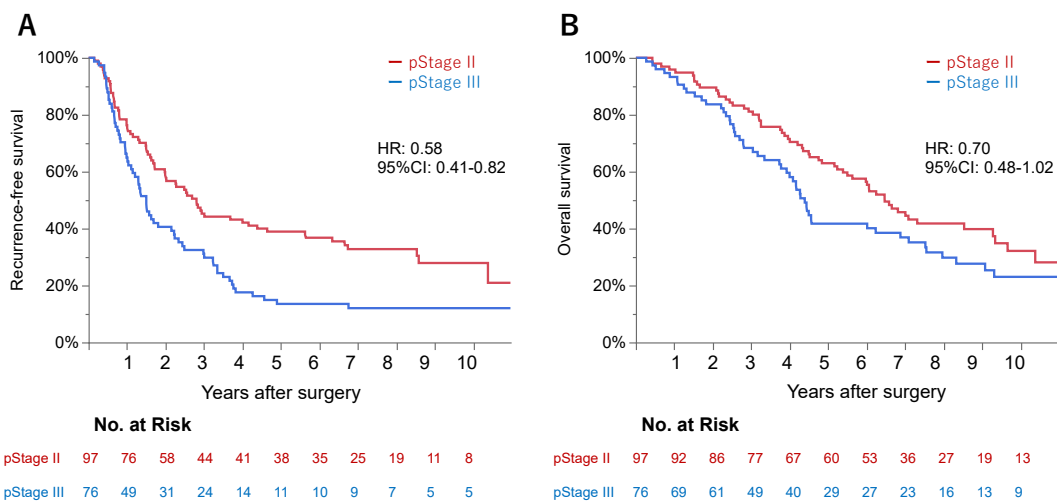 A
Recurrence-free survival
100%
80%
60%
40%
20%
0%
pStage II
pStage III
HR: 0.58
95%CI: 0.41-0.82
1 2 3 4 5 6 7 8 9 10
Years after surgery
No. at Risk
pStage II 97 76 58 44 41 38 35 25 19 11 8
pStage III 76 49 31 24 14 11 10 9 7 5 5
B
Overall survival
100%
80%
60%
40%
20%
0%
pStage II
pStage III
HR: 0.70
95%CI: 0.48-1.02
1 2 3 4 5 6 7 8 9 10
Years after surgery
No. at Risk
pStage II 97 92 86 77 67 60 53 36 27 19 13
pStage III 76 69 61 49 40 29 27 23 16 13 9